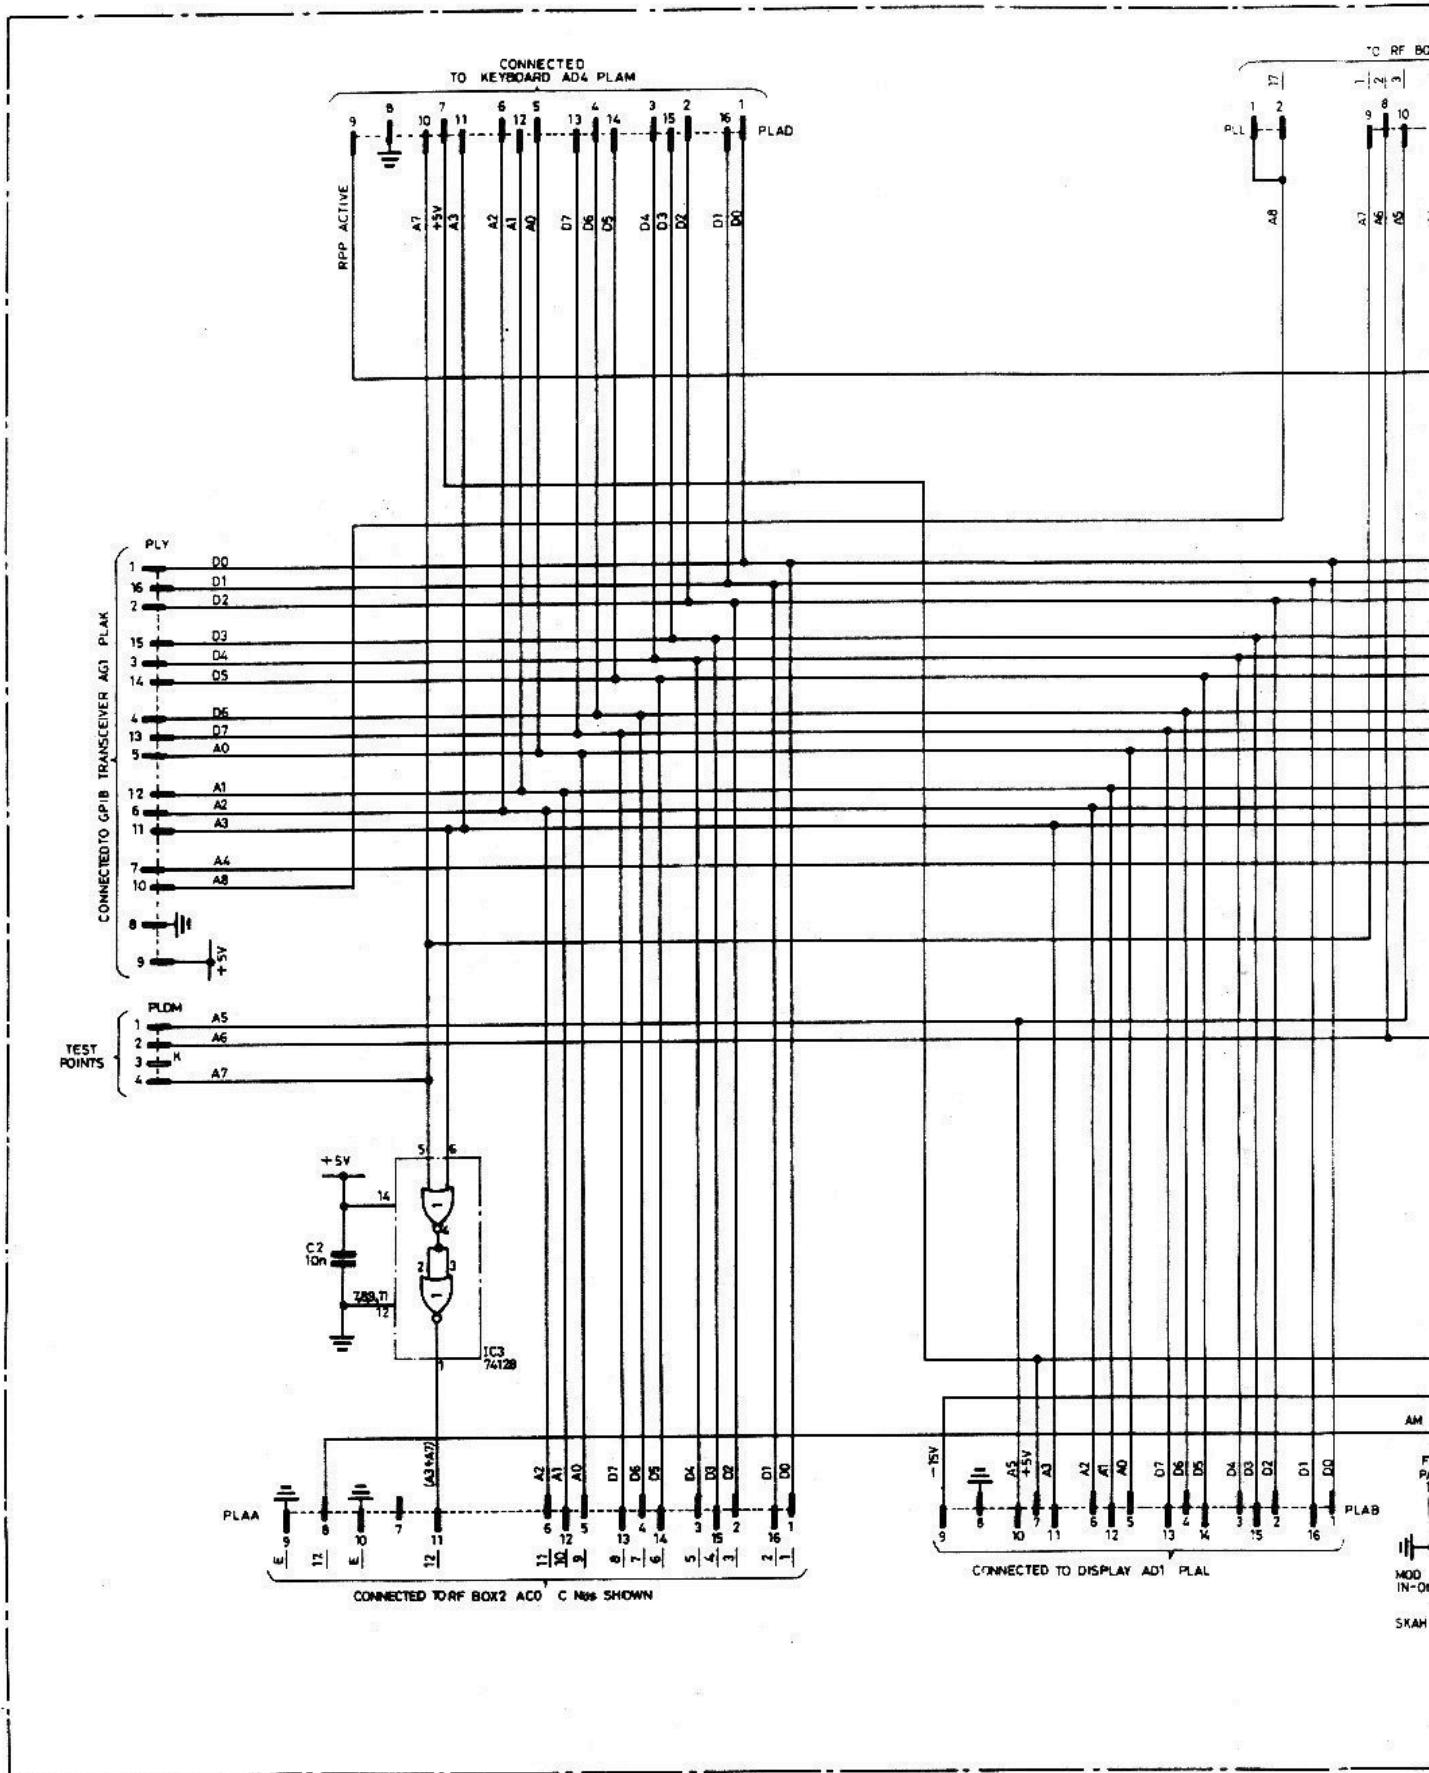 CONNECTED
TO KEYBOARD AD4 PLAM
9 8 10 7 11 6 12 5 13 4 14 3 15 2 16 1 PLAD
RPP ACTIVE A7 +5V A3 A2 A1 A0 D7 D6 D5 D4 D3 D2 D1 D0
TO RF BO
17 1 2 3
PLL 1 2 9 8 10
A8 A7 A6 A5
CONNECTED TO GPIB TRANSCEIVER AG1 PLAK
PLY
1 D0
16 D1
2 D2
15 D3
3 D4
14 D5
4 D6
13 D7
5 A0
12 A1
6 A2
11 A3
7 A4
10 A8
8
9 +5V
TEST
POINTS
PLDM
1 A5
2 A6
3 K
4 A7
5 6
+5V
14
1
4
C2
10n
2 3
1
7,8,9,11
12
IC3
74128
1
AM
(A3+A7) A2 A1 A0 D7 D6 D5 D4 D3 D2 D1 D0
PLAA 9 8 10 7 11 6 12 5 13 4 14 3 15 2 16 1
E 17 E 12 11 10 9 8 7 6 5 4 3 2 1
CONNECTED TO RF BOX2 AC0 C Nos SHOWN
-15V A5 +5V A3 A2 A1 A0 D7 D6 D5 D4 D3 D2 D1 D0
9 8 10 7 11 6 12 5 13 4 14 3 15 2 16 1 PLAB
CONNECTED TO DISPLAY AD1 PLAL
MOD
SKAH